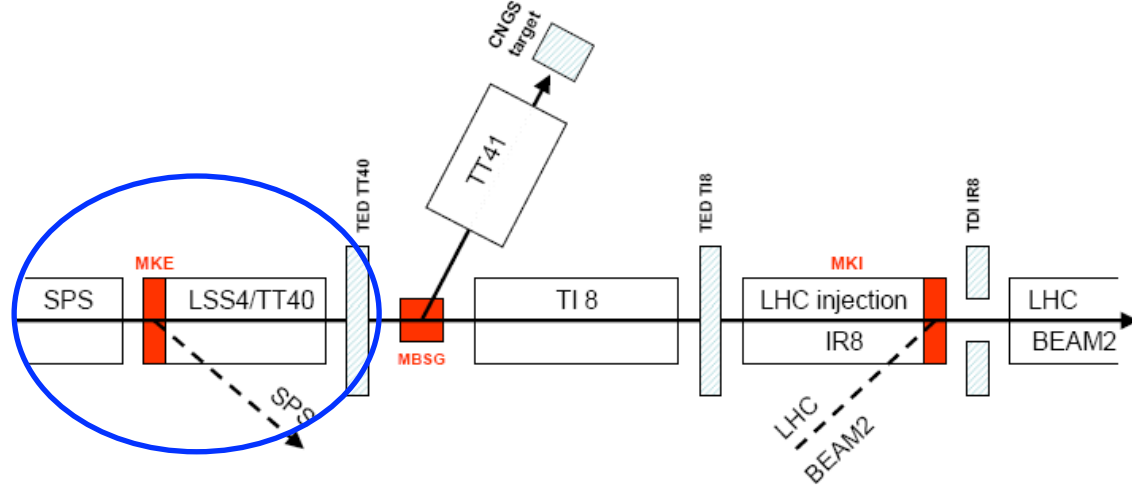 CNGS
target
TT41
TED TT40
TED TI8
TDI IR8
MKE
MKI
SPS
LSS4/TT40
TI 8
LHC injection
IR8
LHC
BEAM2
MBSG
SPS
LHC
BEAM2